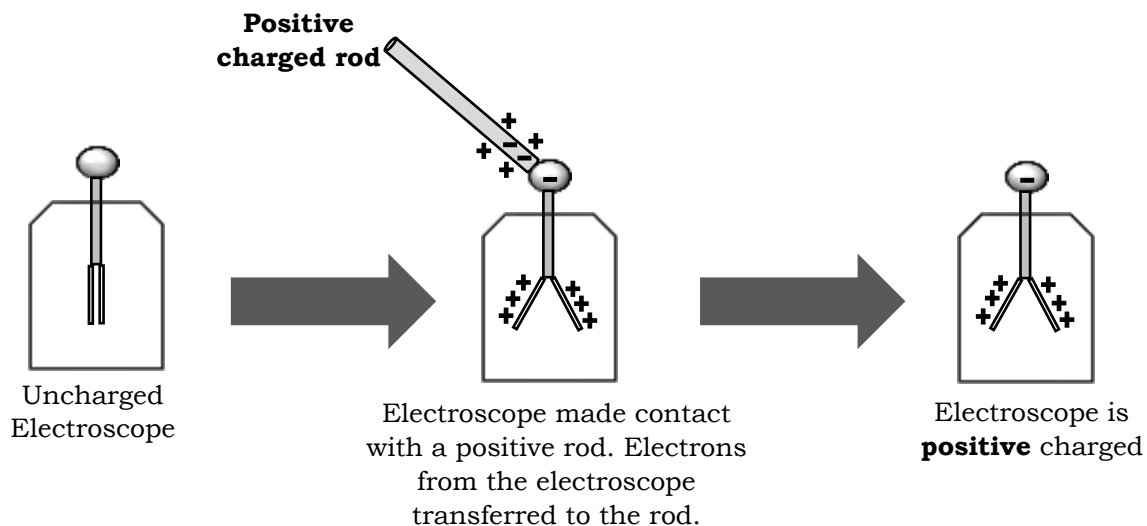 Positive
charged rod
Uncharged
Electroscope
Electroscope made contact
with a positive rod. Electrons
from the electroscope
transferred to the rod.
Electroscope is
positive charged